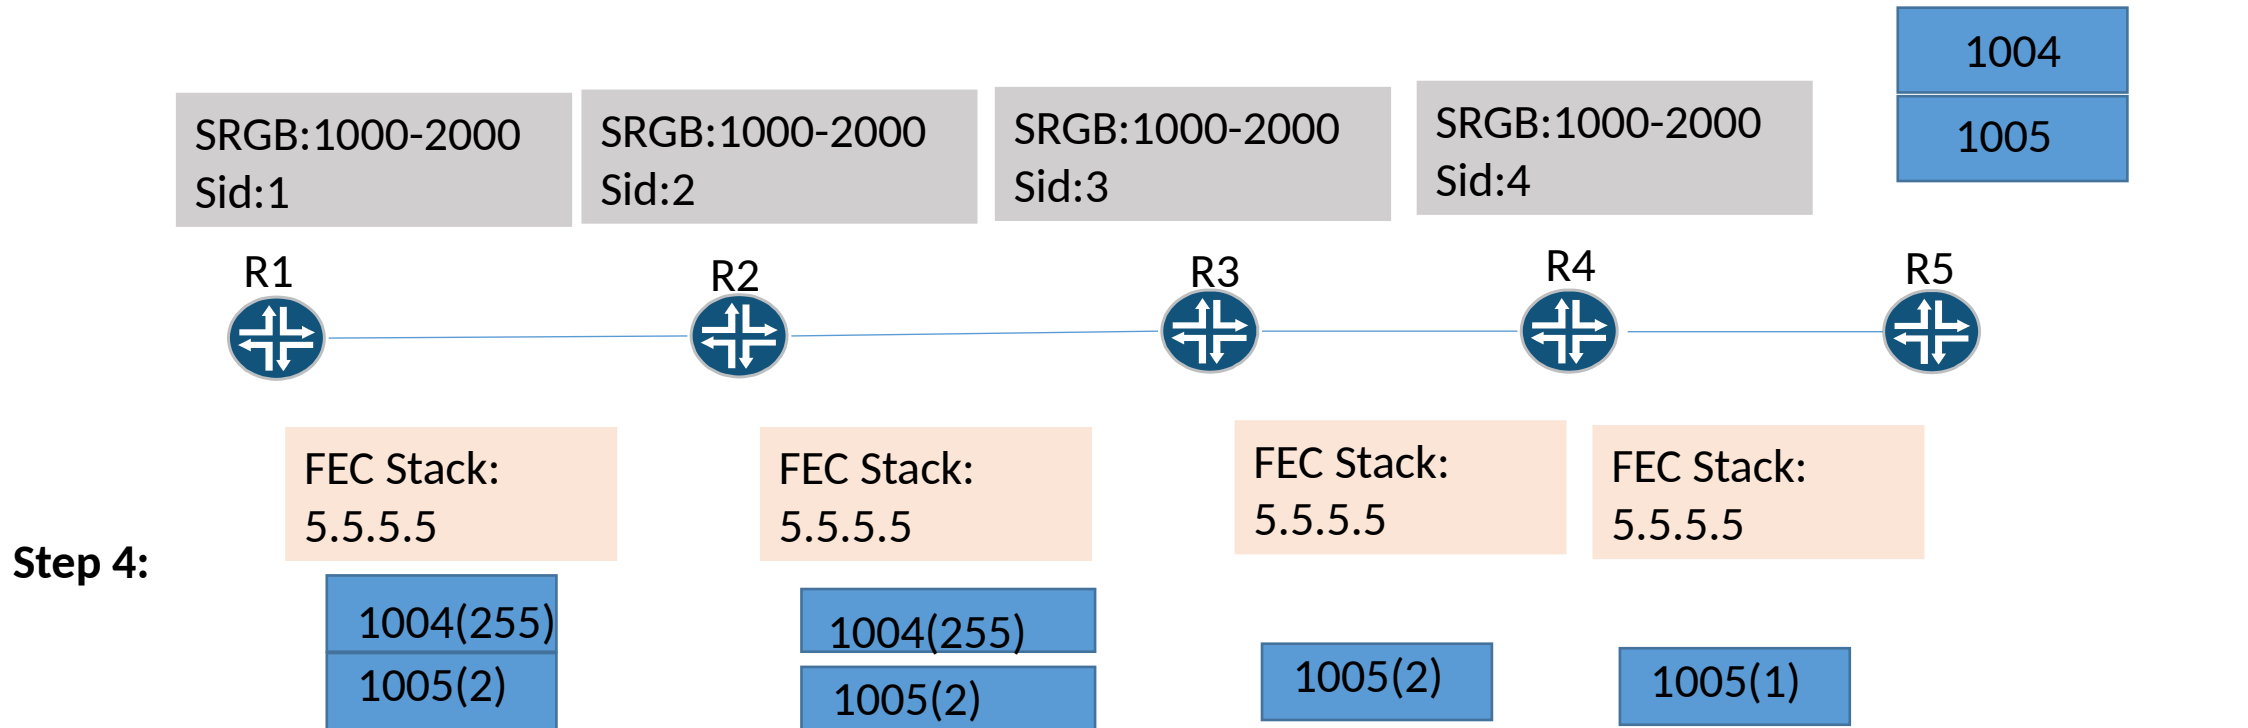 1004
1005
SRGB:1000-2000
Sid:1
SRGB:1000-2000
Sid:2
SRGB:1000-2000
Sid:3
SRGB:1000-2000
Sid:4
R1
R2
R3
R4
R5
FEC Stack:
5.5.5.5
FEC Stack:
5.5.5.5
FEC Stack:
5.5.5.5
FEC Stack:
5.5.5.5
Step 4:
1004(255)
1005(2)
1004(255)
1005(2)
1005(2)
1005(1)